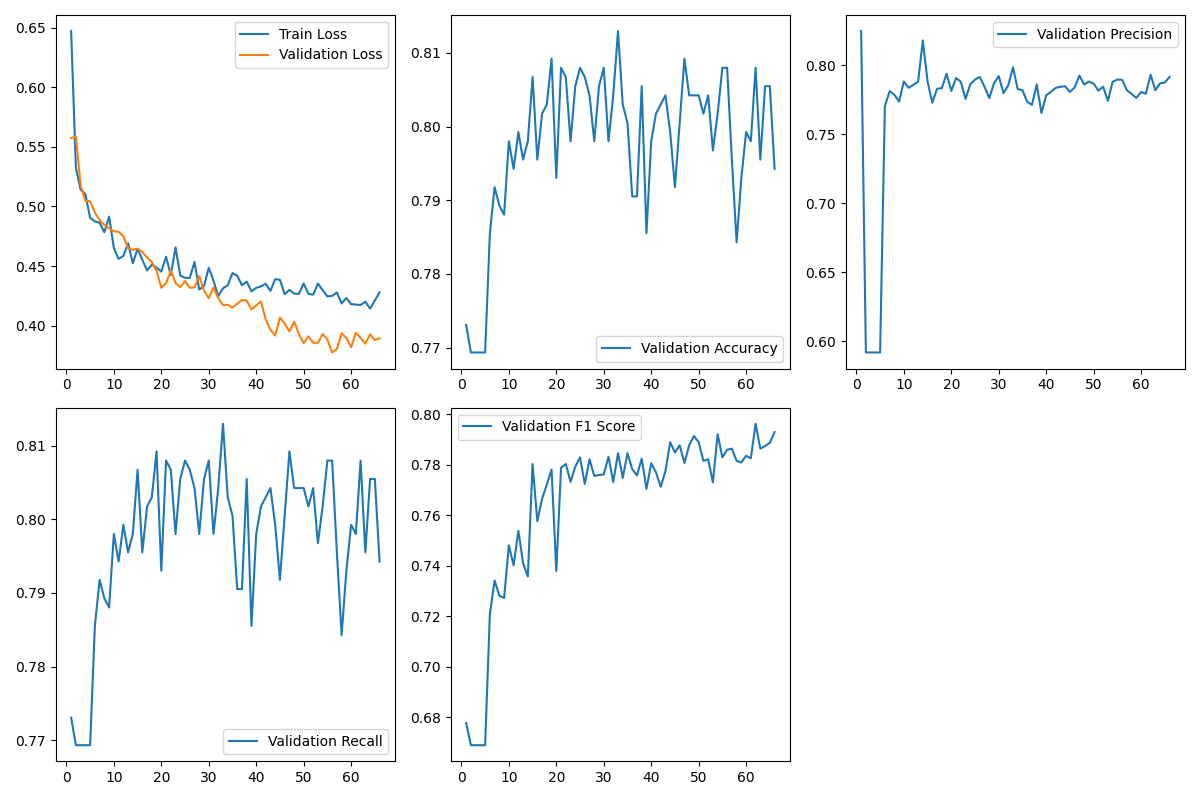 Train Loss
Validation Loss
0.65
0.60
0.55
0.50
0.45
0.40
0 10 20 30 40 50 60
Validation Accuracy
0.81
0.80
0.79
0.78
0.77
0 10 20 30 40 50 60
Validation Precision
0.80
0.75
0.70
0.65
0.60
0 10 20 30 40 50 60
0.81
0.80
0.79
0.78
0.77
Validation Recall
0 10 20 30 40 50 60
Validation F1 Score
0.80
0.78
0.76
0.74
0.72
0.70
0.68
0 10 20 30 40 50 60